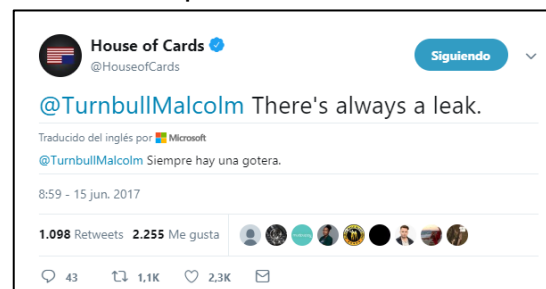 House of Cards
@HouseofCards
Siguiendo
@TurnbullMalcolm There's always a leak.
Traducido del inglés por Microsoft
@TurnbullMalcolm Siempre hay una gotera.
8:59 - 15 jun. 2017
1.098 Retweets 2.255 Me gusta
43 1,1K 2,3K